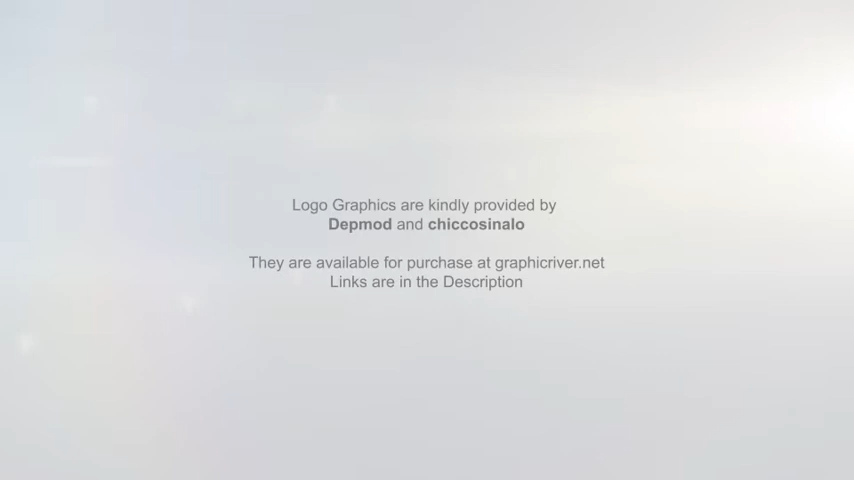 Logo Graphics are kindly provided by
Depmod and chiccosinalo
They are available for purchase at graphicriver.net
Links are in the Description